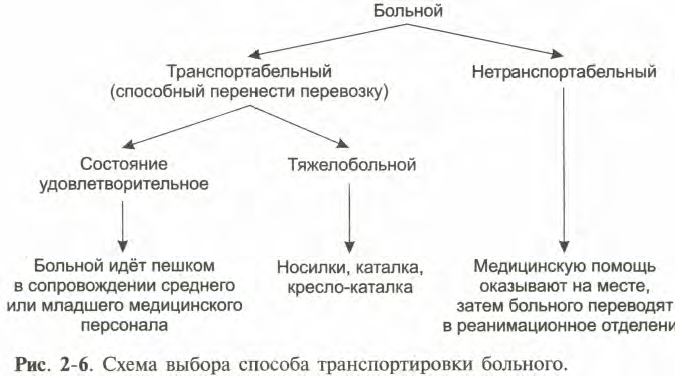 Больной
Транспортабельный
(способный перенести перевозку)
Нетранспортабельный
Состояние
удовлетворительное
Тяжелобольной
Больной идёт пешком
в сопровождении среднего
или младшего медицинского
персонала
Носилки, каталка,
кресло-каталка
Медицинскую помощь
оказывают на месте,
затем больного переводят
в реанимационное отделени
Рис. 2-6. Схема выбора способа транспортировки больного.